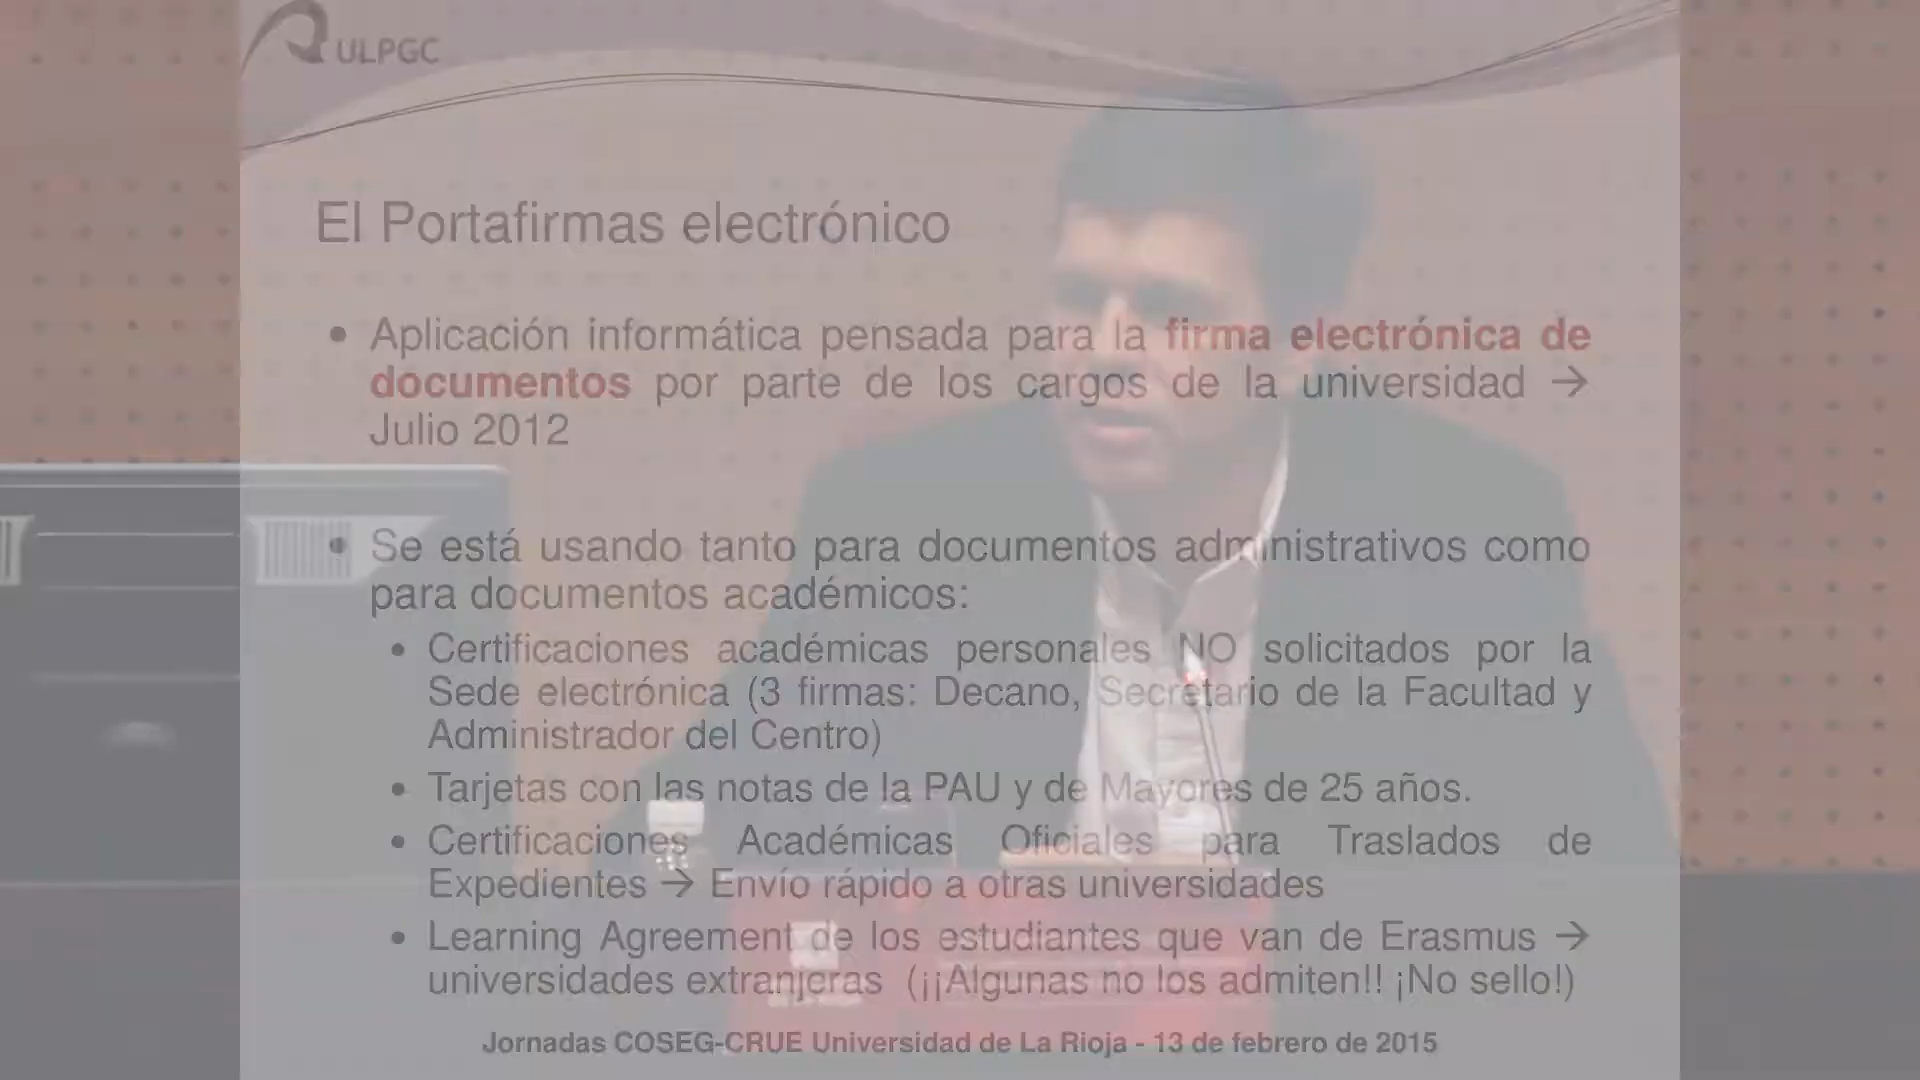 ULPGC
El Portafirmas electrónico
• Aplicación informática pensada para la firma electrónica de
documentos por parte de los cargos de la universidad →
Julio 2012
• Se está usando tanto para documentos administrativos como
para documentos académicos:
• Certificaciones académicas personales NO solicitados por la
Sede electrónica (3 firmas: Decano, Secretario de la Facultad y
Administrador del Centro)
• Tarjetas con las notas de la PAU y de Mayores de 25 años.
• Certificaciones Académicas Oficiales para Traslados de
Expedientes → Envío rápido a otras universidades
• Learning Agreement de los estudiantes que van de Erasmus →
universidades extranjeras (¡¡Algunas no los admiten!! ¡No sello!)
Jornadas COSEG-CRUE Universidad de La Rioja - 13 de febrero de 2015